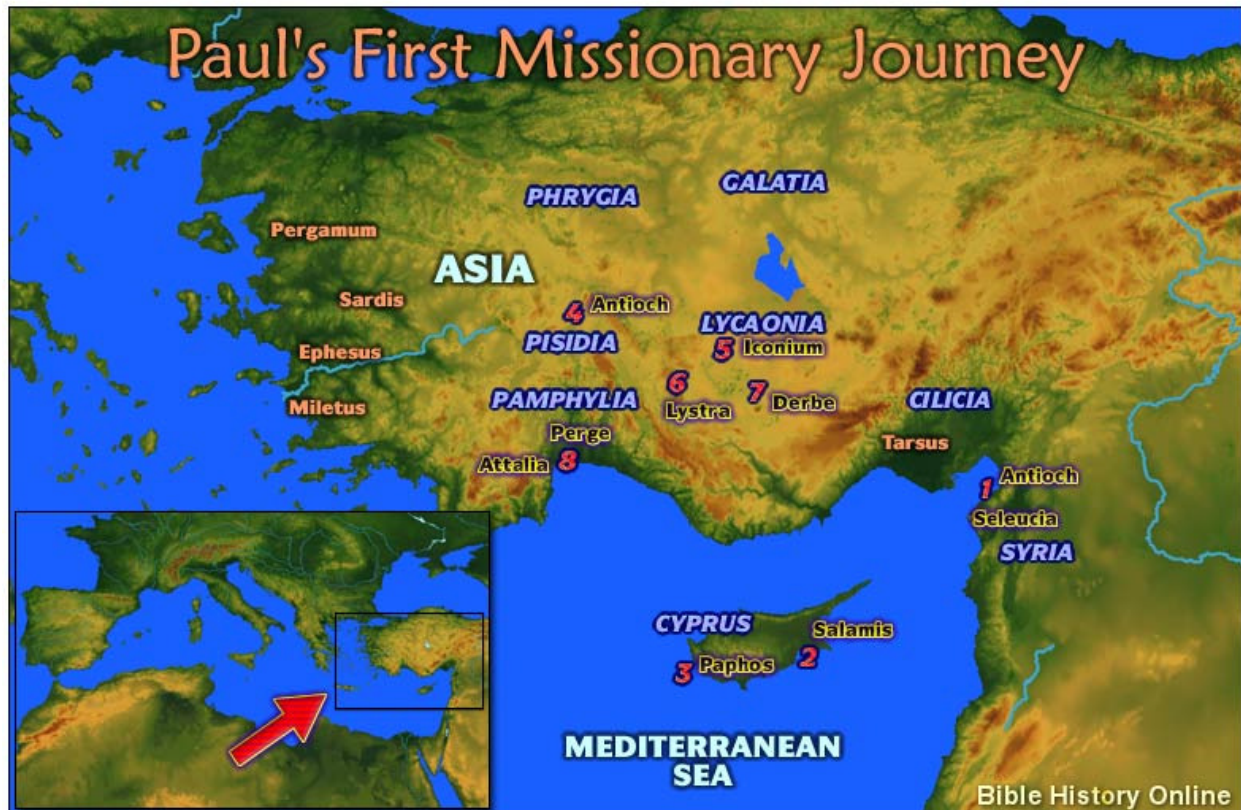 Paul's First Missionary Journey
PHRYGIA
GALATIA
Pergamum
ASIA
Sardis
4 Antioch
LYCAONIA
PISIDIA
5 Iconium
Ephesus
6
7
Lystra
Derbe
PAMPHYLIA
CILICIA
Miletus
Perge
Tarsus
Attalia 8
1 Antioch
Seleucia
SYRIA
CYPRUS
Salamis
3 Paphos
2
MEDITERRANEAN
SEA
Bible History Online